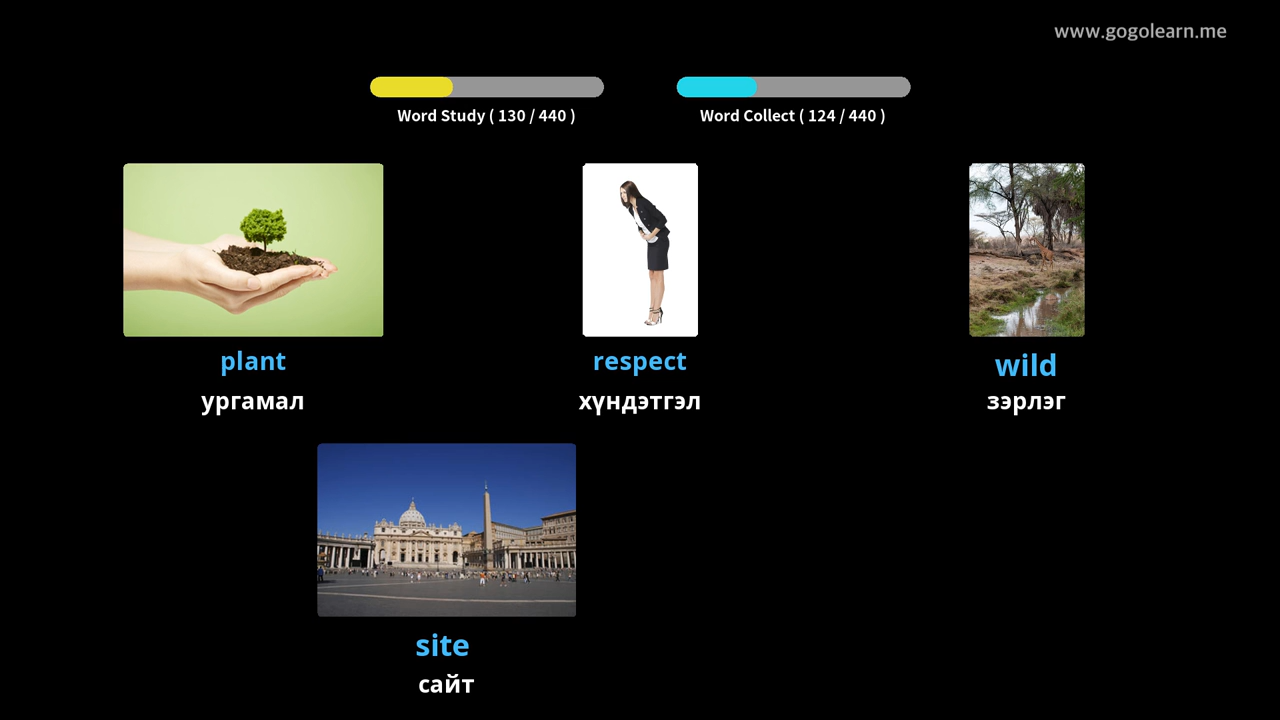 www.gogolearn.me
Word Study ( 130 / 440 )
Word Collect ( 124 / 440 )
plant
respect
wild
ургамал
хүндэтгэл
зэрлэг
site
сайт